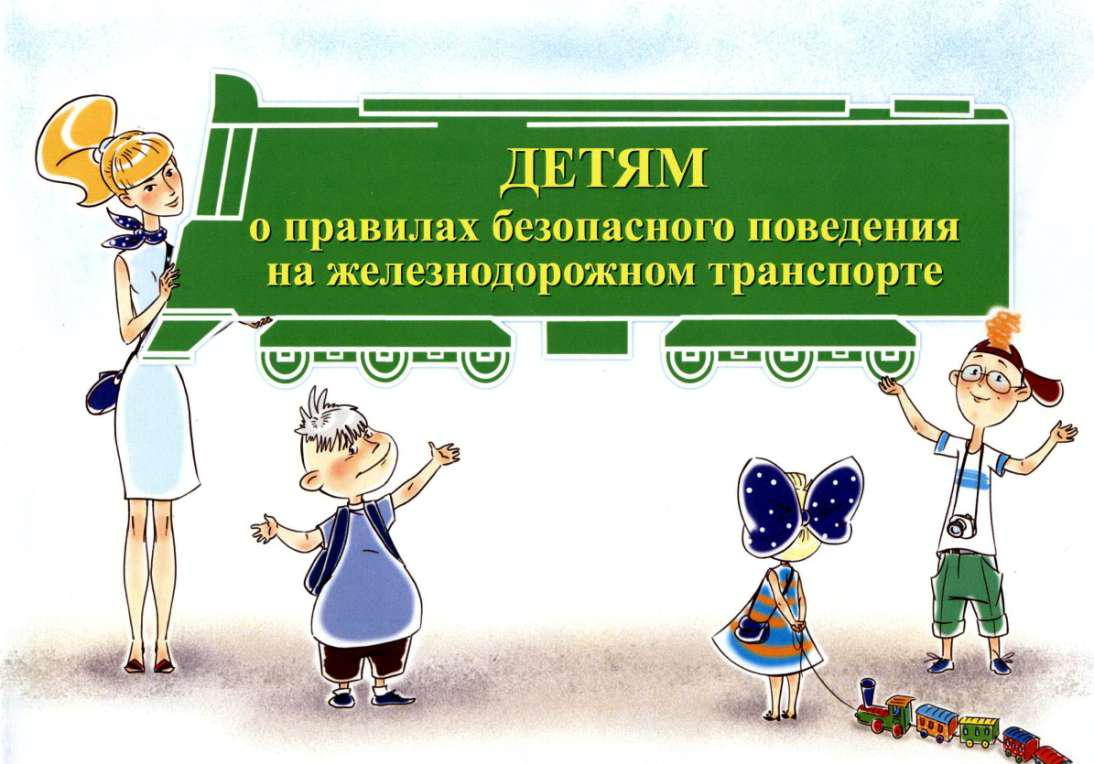 ДЕТЯМ
о правилах безопасного поведения
на железнодорожном транспорте